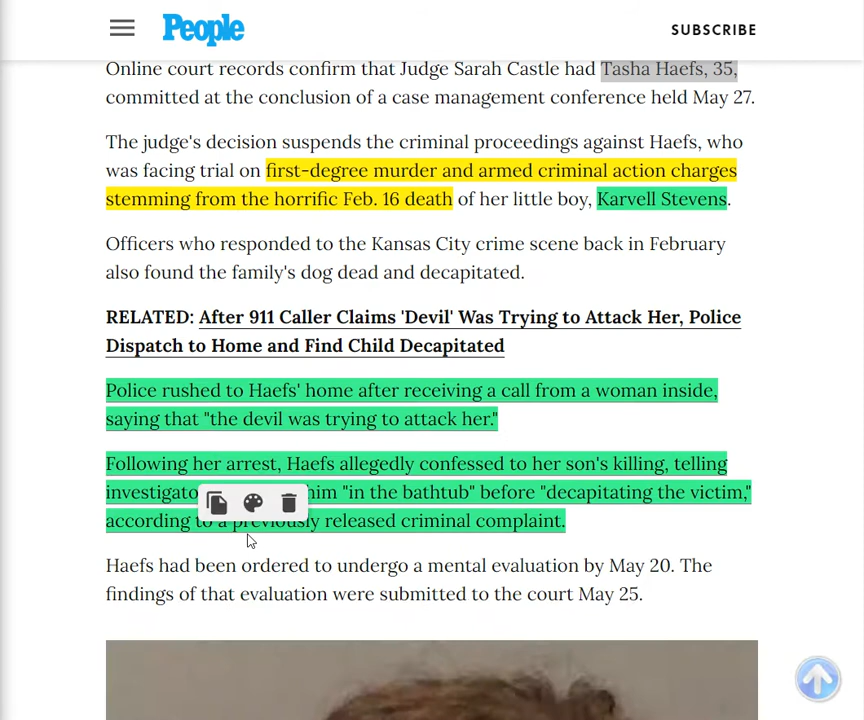 People
SUBSCRIBE
Online court records confirm that Judge Sarah Castle had Tasha Haefs, 35,
committed at the conclusion of a case management conference held May 27.
The judge's decision suspends the criminal proceedings against Haefs, who
was facing trial on first-degree murder and armed criminal action charges
stemming from the horrific Feb. 16 death of her little boy, Karvell Stevens.
Officers who responded to the Kansas City crime scene back in February
also found the family's dog dead and decapitated.
RELATED: After 911 Caller Claims 'Devil' Was Trying to Attack Her, Police
Dispatch to Home and Find Child Decapitated
Police rushed to Haefs' home after receiving a call from a woman inside,
saying that "the devil was trying to attack her."
Following her arrest, Haefs allegedly confessed to her son's killing, telling
him "in the bathtub" before "decapitating the victim,"
according to a previously released criminal complaint.
Haefs had been ordered to undergo a mental evaluation by May 20. The
findings of that evaluation were submitted to the court May 25.